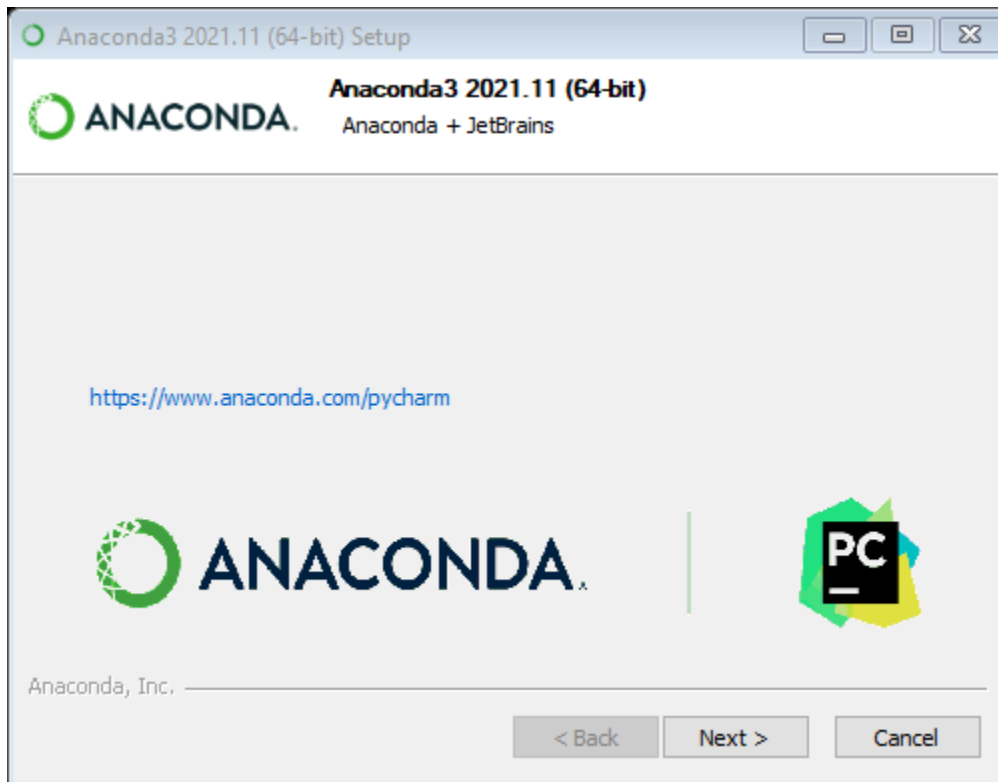 Anaconda3 2021.11 (64-bit) Setup
ANACONDA.
Anaconda3 2021.11 (64-bit)
Anaconda + JetBrains
https://www.anaconda.com/pycharm
ANACONDA.
PC
Anaconda, Inc.
< Back
Next >
Cancel